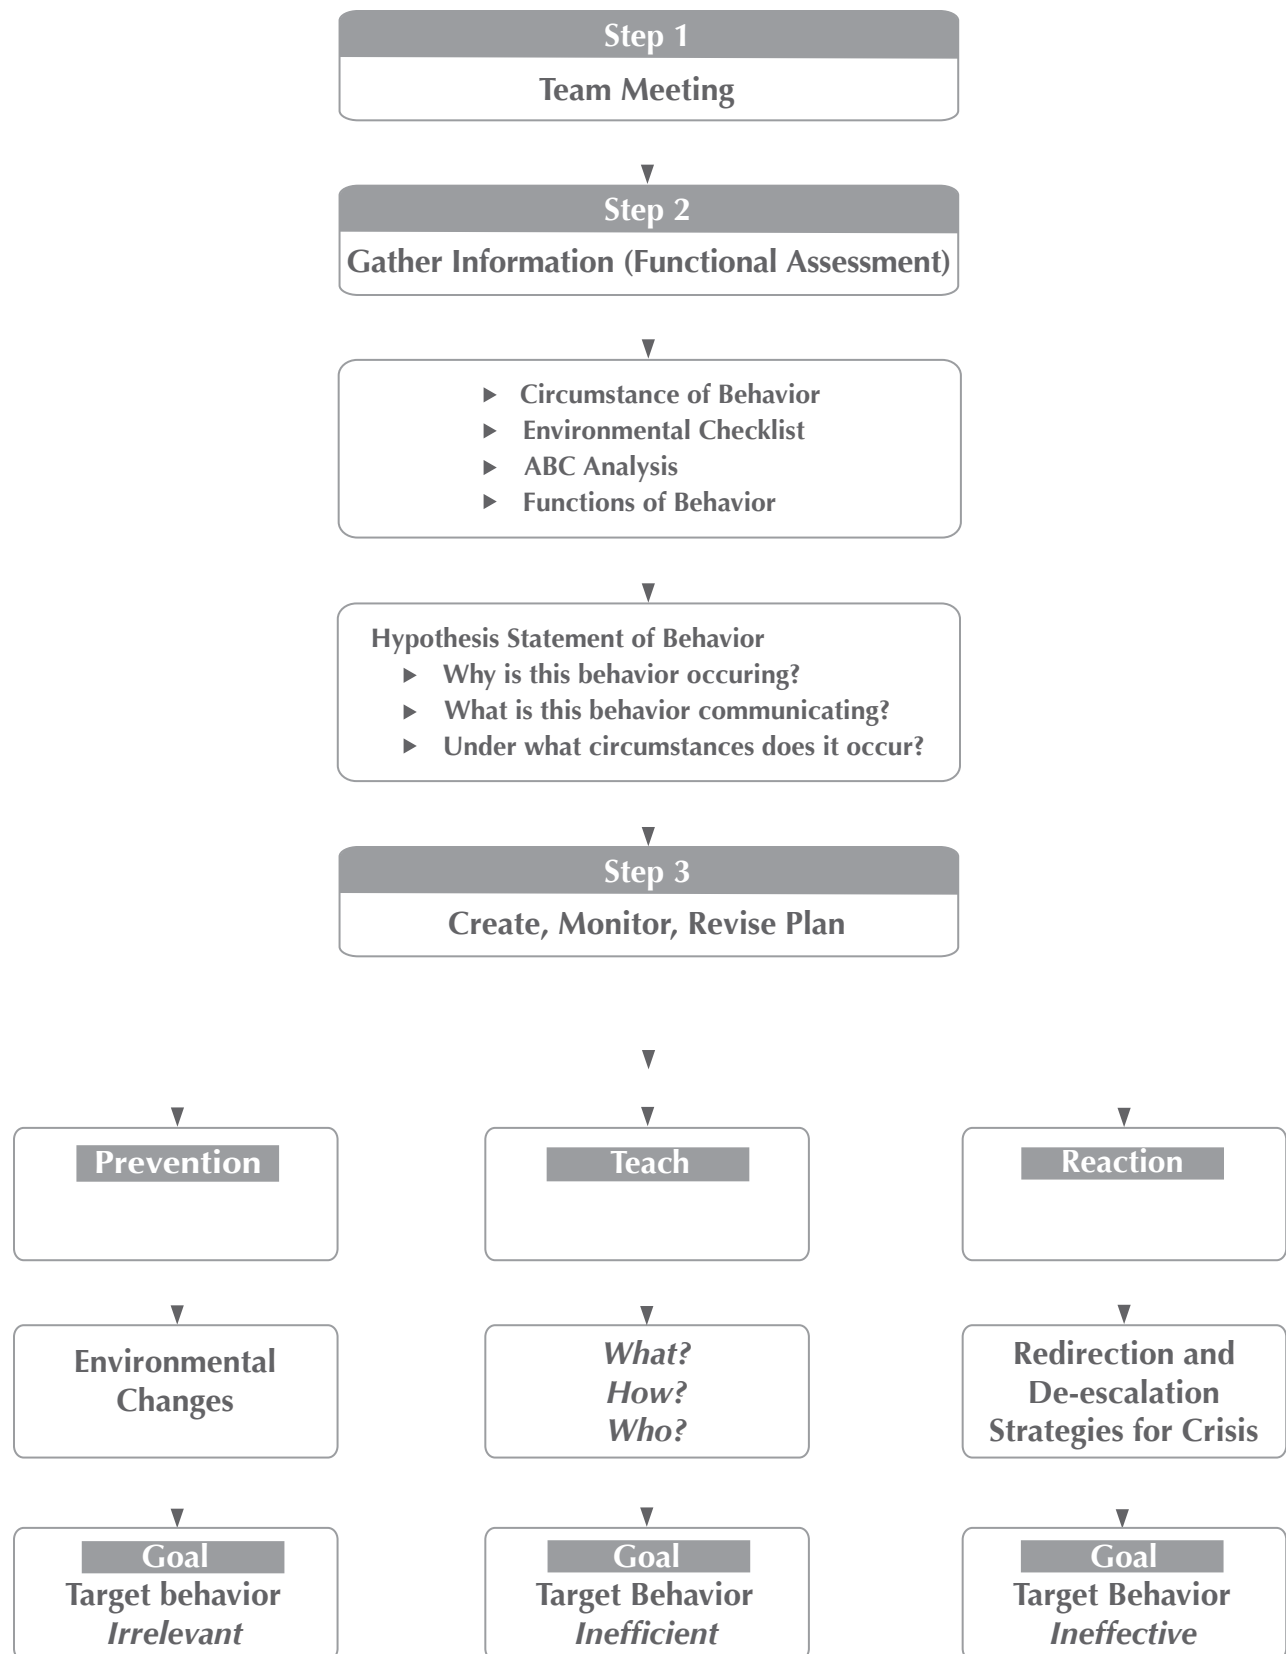 Step 1
Team Meeting
Step 2
Gather Information (Functional Assessment)
Circumstance of Behavior
Environmental Checklist
ABC Analysis
Functions of Behavior
Hypothesis Statement of Behavior
Why is this behavior occuring?
What is this behavior communicating?
Under what circumstances does it occur?
Step 3
Create, Monitor, Revise Plan
Prevention
Teach
Reaction
Environmental
Changes
What?
How?
Who?
Redirection and
De-escalation
Strategies for Crisis
Goal
Target behavior
Irrelevant
Goal
Target Behavior
Inefficient
Goal
Target Behavior
Ineffective